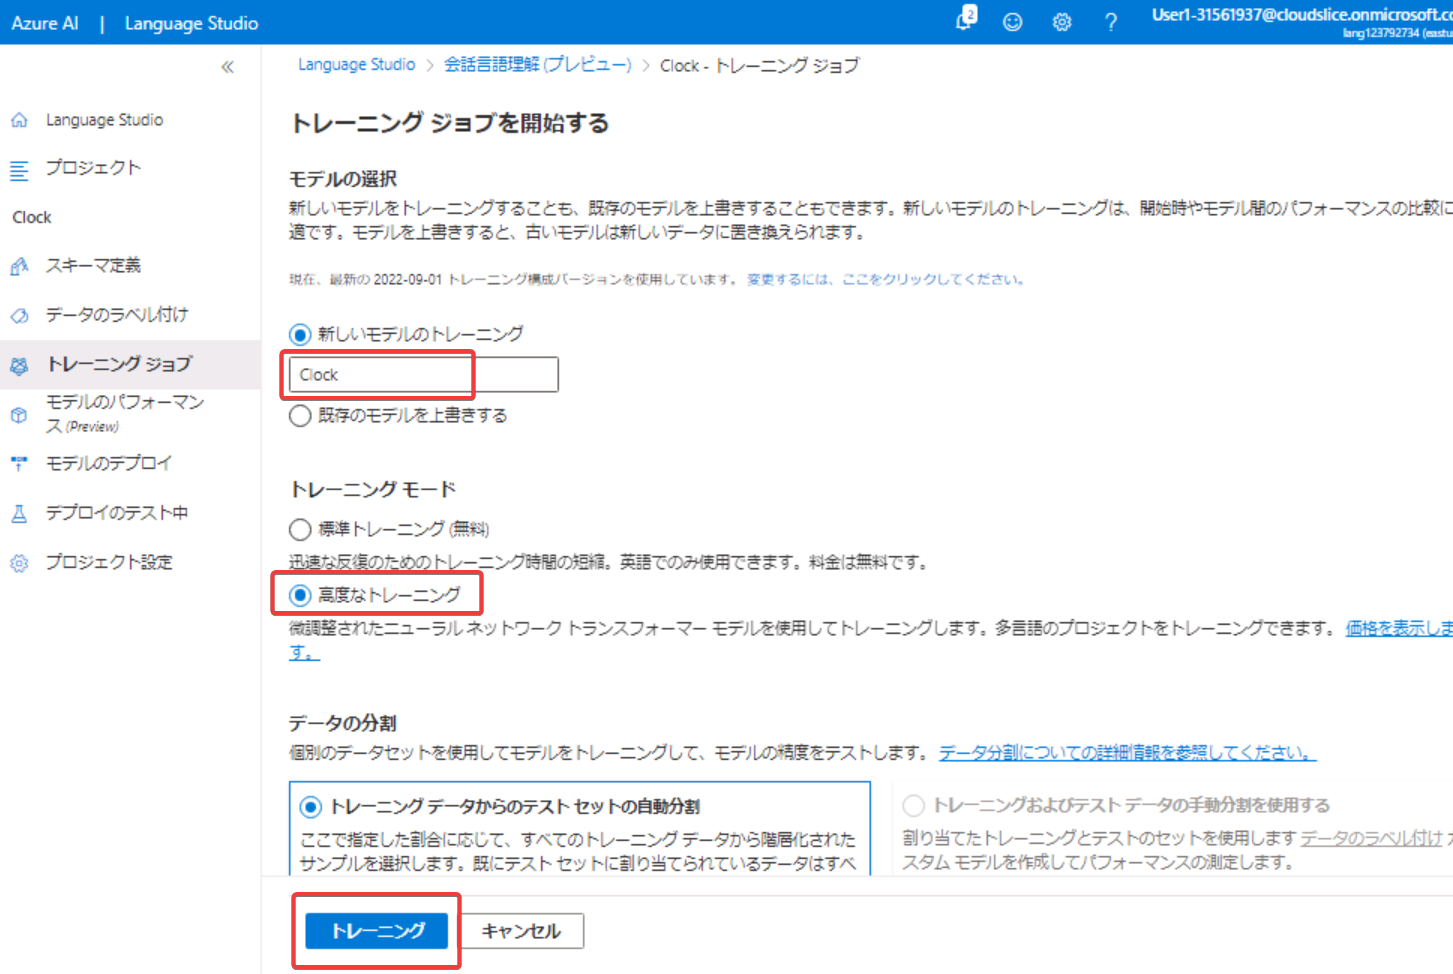 Azure AI | Language Studio
2
User1-31561937@cloudslice.onmicrosoft.co
lang123792734 (eastu
Language Studio > 会話言語理解 (プレビュー) > Clock - トレーニング ジョブ
Language Studio
プロジェクト
Clock
スキーマ定義
データのラベル付け
トレーニング ジョブ
モデルのパフォーマン
ス (Preview)
モデルのデプロイ
デプロイのテスト中
プロジェクト設定
トレーニング ジョブを開始する
モデルの選択
新しいモデルをトレーニングすることも、既存のモデルを上書きすることもできます。新しいモデルのトレーニングは、開始時やモデル間のパフォーマンスの比較に
適です。モデルを上書きすると、古いモデルは新しいデータに置き換えられます。
現在、最新の 2022-09-01 トレーニング構成バージョンを使用しています。 変更するには、ここをクリックしてください。
新しいモデルのトレーニング
Clock
既存のモデルを上書きする
トレーニング モード
標準トレーニング (無料)
迅速な反復のためのトレーニング時間の短縮。英語でのみ使用できます。料金は無料です。
高度なトレーニング
微調整されたニューラル ネットワーク トランスフォーマー モデルを使用してトレーニングします。多言語のプロジェクトをトレーニングできます。 価格を表示しま
す。
データの分割
個別のデータセットを使用してモデルをトレーニングして、モデルの精度をテストします。 データ分割についての詳細情報を参照してください。
トレーニング データからのテスト セットの自動分割
ここで指定した割合に応じて、すべてのトレーニング データから階層化された
サンプルを選択します。既にテスト セットに割り当てられているデータはすべ
トレーニングおよびテスト データの手動分割を使用する
割り当てたトレーニングとテストのセットを使用します データのラベル付け カ
スタム モデルを作成してパフォーマンスの測定します。
トレーニング
キャンセル